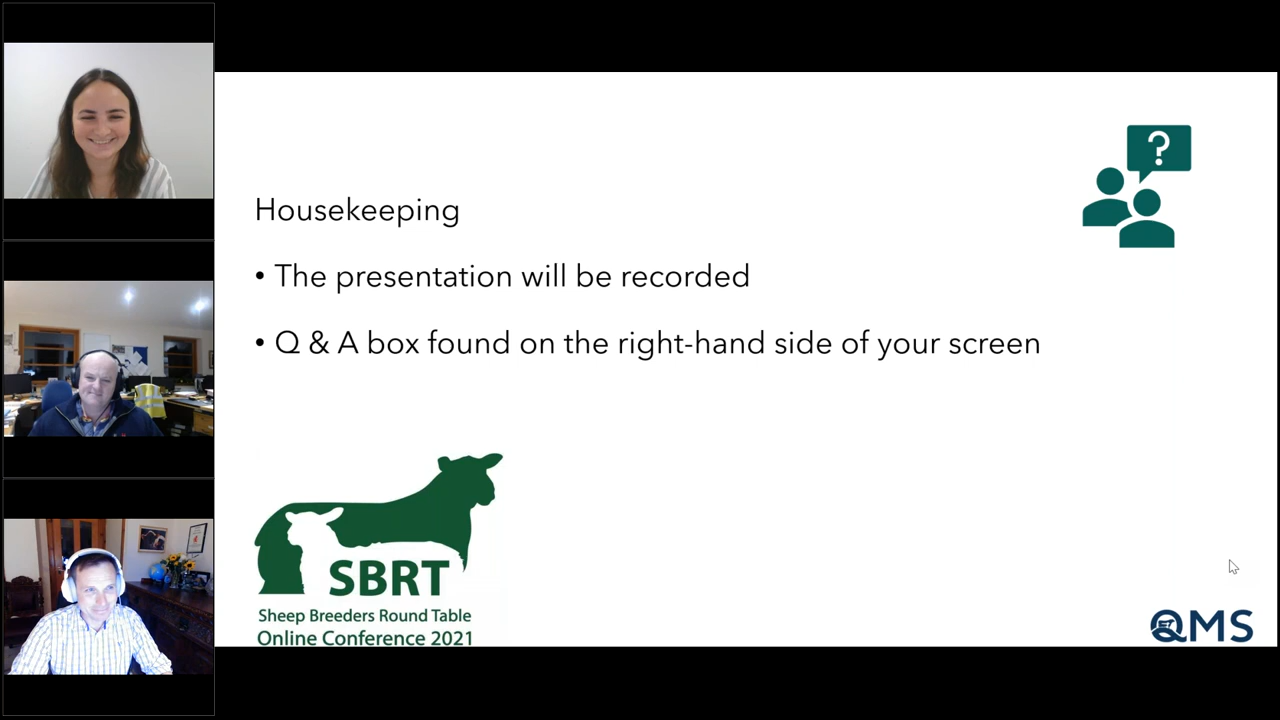 ?
Housekeeping
• The presentation will be recorded
• Q & A box found on the right-hand side of your screen
SBRT
Sheep Breeders Round Table
Online Conference 2021
QMS